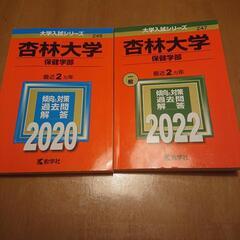 大学入試シリーズ
246
杏林大学
保健学部
最近2カ年
傾向と対策
過去問
解答
2020
教学社
大学入試シリーズ
247
杏林大学
保健学部
最近2カ年
傾向と対策
過去問
解答
2022
教学社